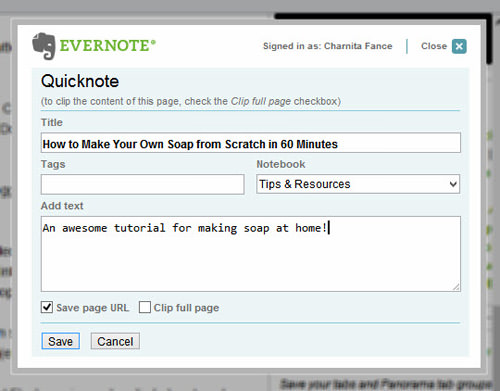 EVERNOTE®
Signed in as: Charnita Fance
Close
Quicknote
(to clip the content of this page, check the Clip full page checkbox)
Title
How to Make Your Own Soap from Scratch in 60 Minutes
Tags
Notebook
Tips & Resources
Add text
An awesome tutorial for making soap at home!
Save page URL
Clip full page
Save
Cancel
Save your tabs and Panorama tab groups